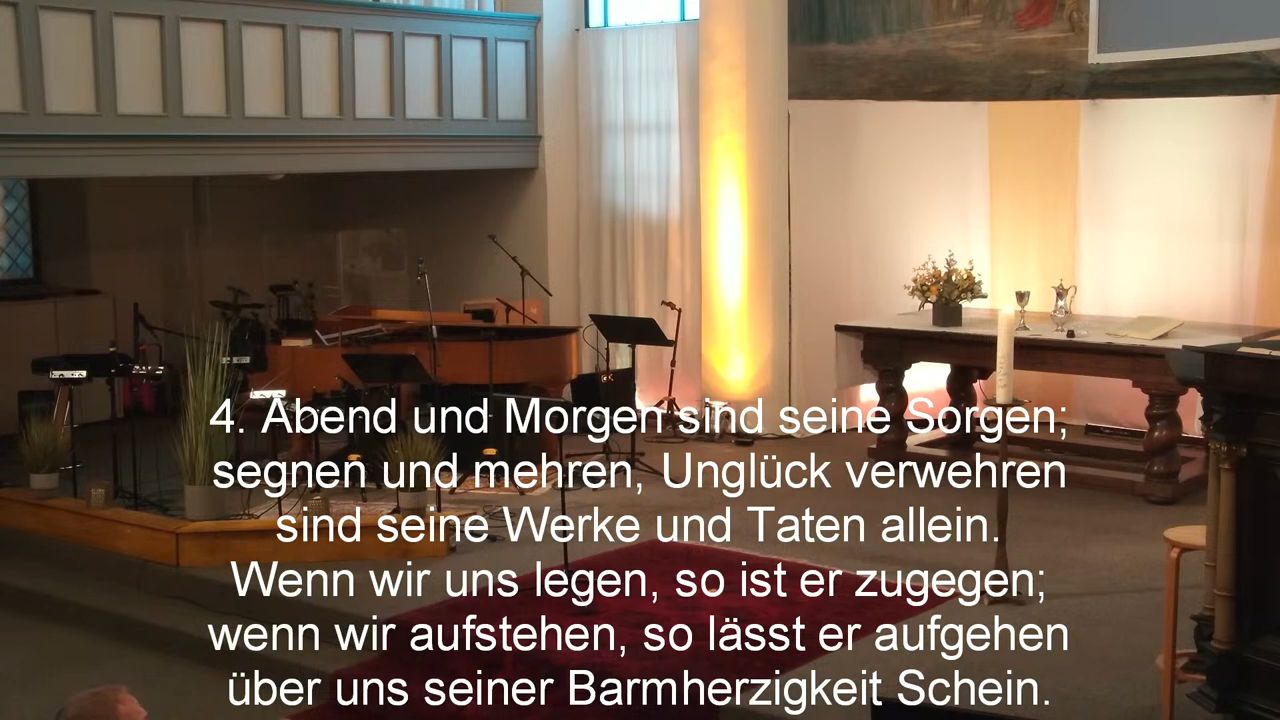 4. Abend und Morgen sind seine Sorgen;
segnen und mehren, Unglück verwehren
sind seine Werke und Taten allein.
Wenn wir uns legen, so ist er zugegen;
wenn wir aufstehen, so lässt er aufgehen
über uns seiner Barmherzigkeit Schein.